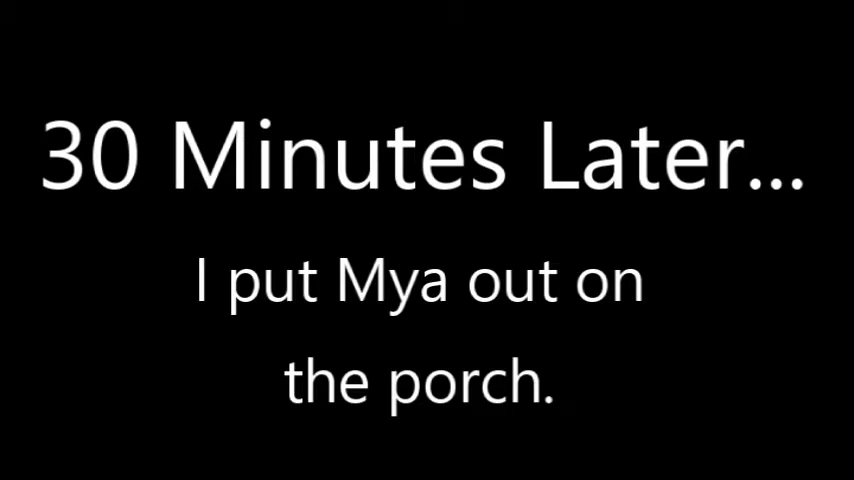 30 Minutes Later...
I put Mya out on
the porch.